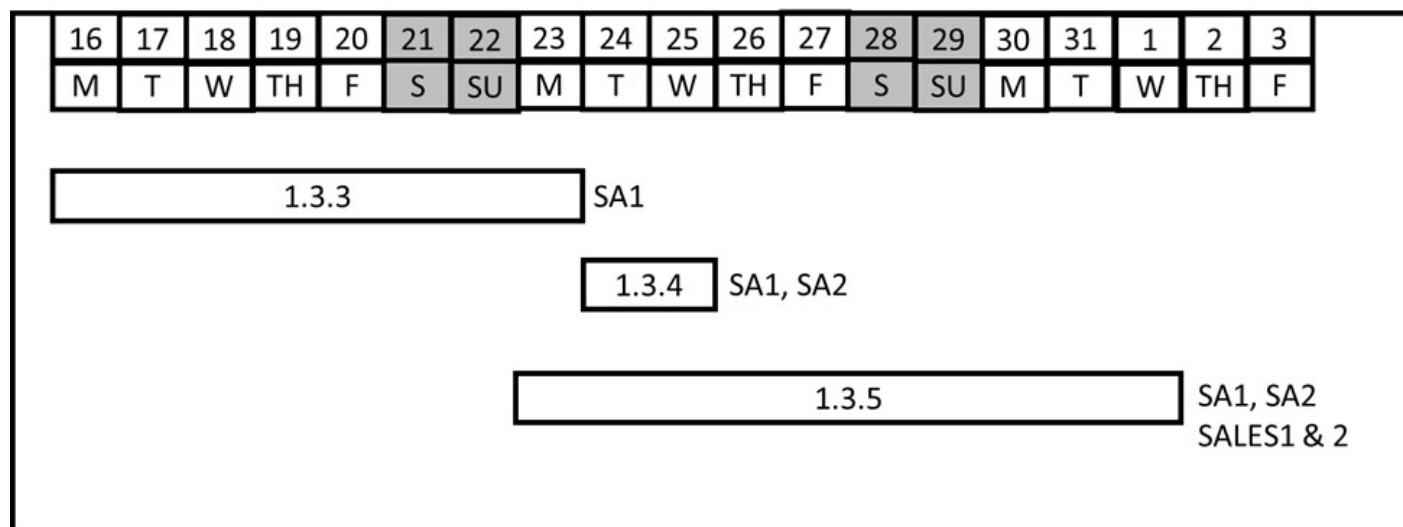 16 17 18 19 20 21 22 23 24 25 26 27 28 29 30 31 1 2 3
M T W TH F S SU M T W TH F S SU M T W TH F
1.3.3 SA1
1.3.4 SA1, SA2
1.3.5 SA1, SA2
SALES1 & 2